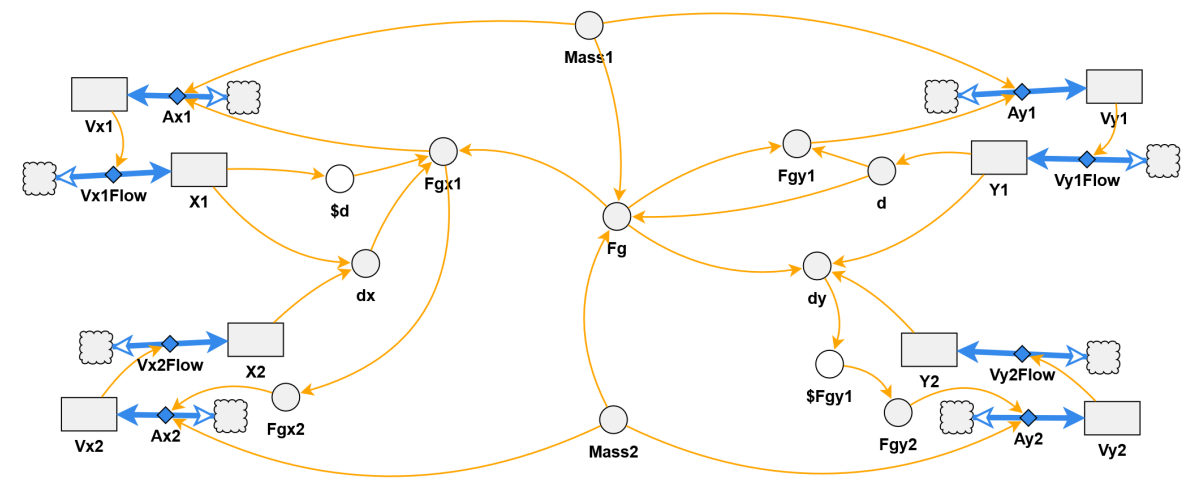 Mass1
Vx1
Ax1
Ay1
Vy1
Vx1Flow
X1
$d
Fgx1
Fgy1
d
Y1
Vy1Flow
Fg
dx
dy
Vx2Flow
X2
$Fgy1
Y2
Vy2Flow
Vx2
Ax2
Fgx2
Mass2
Fgy2
Ay2
Vy2